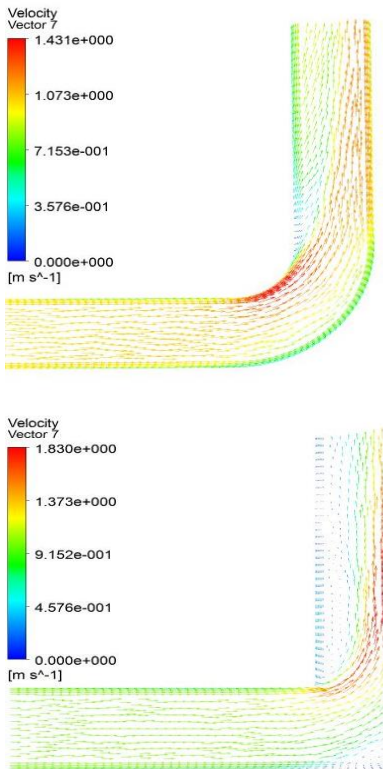 Velocity
Vector 7
1.431e+000
1.073e+000
7.153e-001
3.576e-001
0.000e+000
[m s^-1]
Velocity
Vector 7
1.830e+000
1.373e+000
9.152e-001
4.576e-001
0.000e+000
[m s^-1]